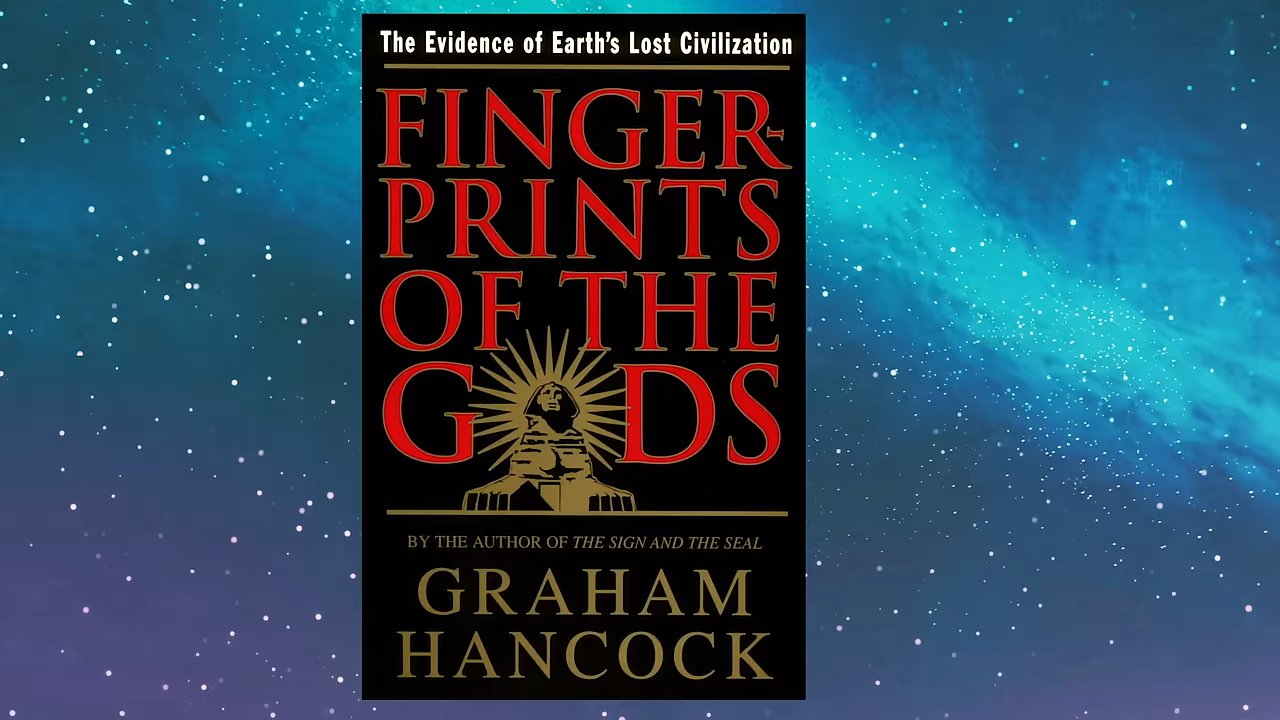 The Evidence of Earth's Lost Civilization
FINGER-
PRINTS
OF THE
GODS
BY THE AUTHOR OF THE SIGN AND THE SEAL
GRAHAM
HANCOCK